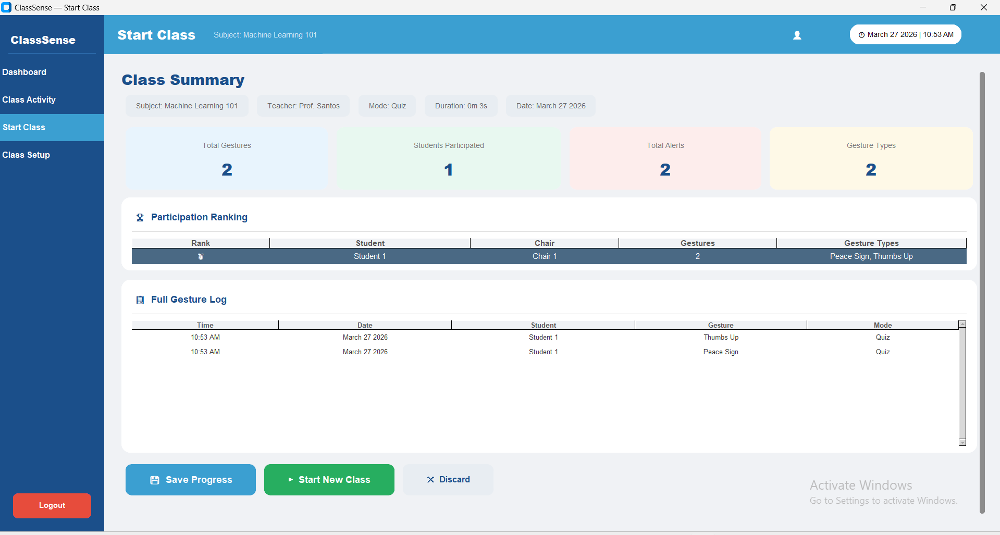 ClassSense — Start Class
ClassSense
Dashboard
Class Activity
Start Class
Class Setup
Logout
Start Class
Subject: Machine Learning 101
March 27 2026 | 10:53 AM
Class Summary
Subject: Machine Learning 101 Teacher: Prof. Santos Mode: Quiz Duration: 0m 3s Date: March 27 2026
Total Gestures Students Participated Total Alerts Gesture Types
2 1 2 2
Participation Ranking
Rank Student Chair Gestures Gesture Types
Student 1 Chair 1 2 Peace Sign, Thumbs Up
Full Gesture Log
Time Date Student Gesture Mode
10:53 AM March 27 2026 Student 1 Thumbs Up Quiz
10:53 AM March 27 2026 Student 1 Peace Sign Quiz
Save Progress Start New Class Discard
Activate Windows
Go to Settings to activate Windows.